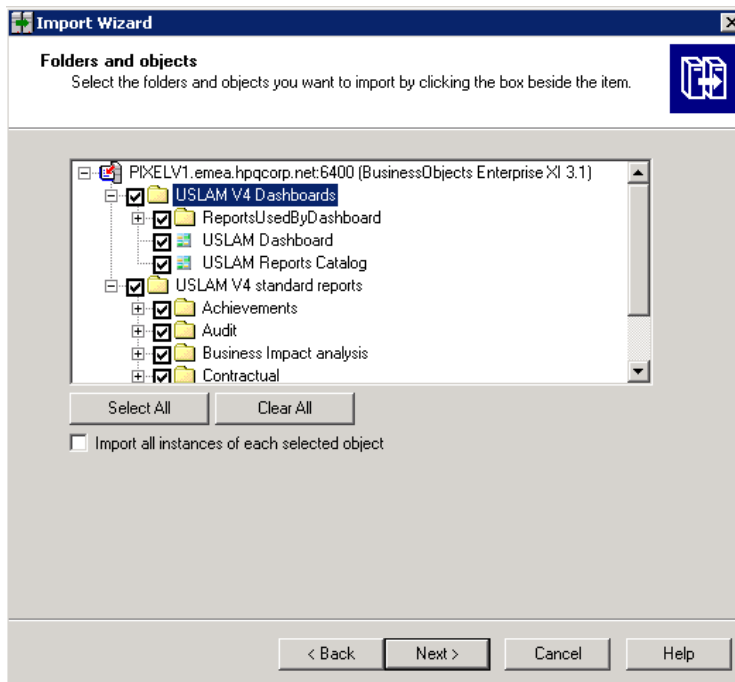 Import Wizard
Folders and objects
Select the folders and objects you want to import by clicking the box beside the item.
PIXELV1.emea.hpqcorp.net:6400 (BusinessObjects Enterprise XI 3.1)
USLAM V4 Dashboards
ReportsUsedByDashboard
USLAM Dashboard
USLAM Reports Catalog
USLAM V4 standard reports
Achievements
Audit
Business Impact analysis
Contractual
Select All Clear All
Import all instances of each selected object
< Back Next > Cancel Help